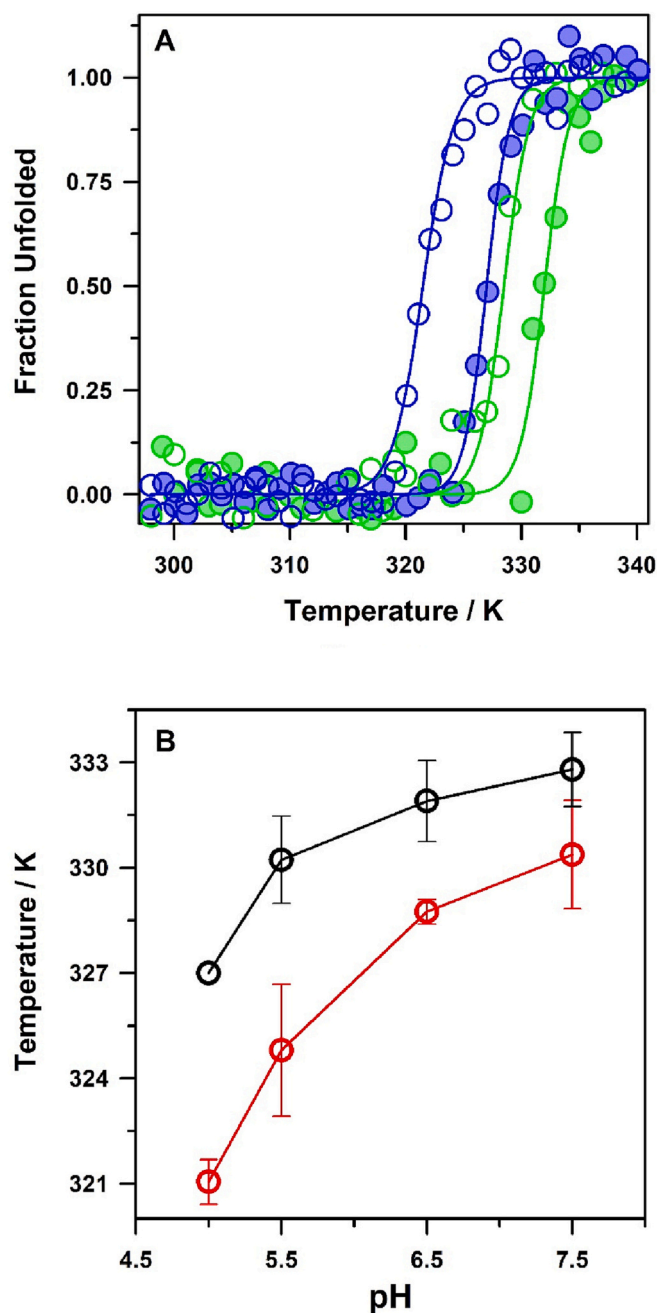 A
1.00
0.75
0.50
0.25
0.00
Fraction Unfolded
300 310 320 330 340
Temperature / K
B
333
330
327
324
321
Temperature / K
4.5 5.5 6.5 7.5
pH